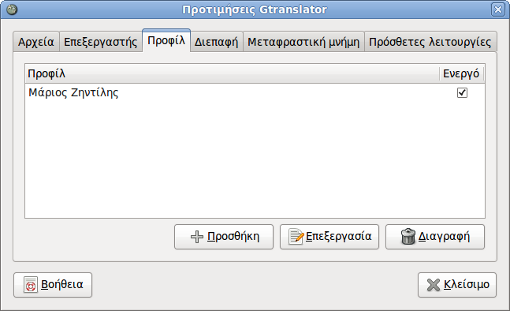 Προτιμήσεις Gtranslator
Αρχεία Επεξεργαστής Προφίλ Διεπαφή Μεταφραστική μνήμη Πρόσθετες λειτουργίες
Προφίλ Ενεργό
Μάριος Ζηντίλης
Προσθήκη Επεξεργασία Διαγραφή
Βοήθεια Κλείσιμο